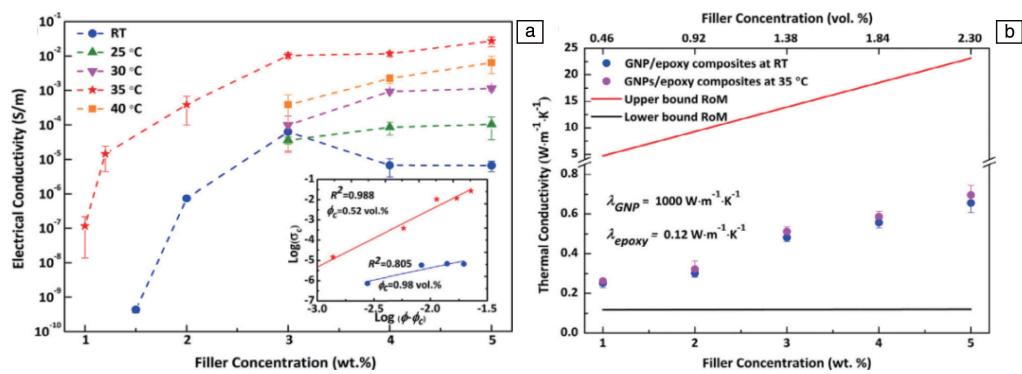 a
RT
25 °C
30 °C
35 °C
40 °C
Electrical Conductivity (S/m)
10⁻¹
10⁻²
10⁻³
10⁻⁴
10⁻⁵
10⁻⁶
10⁻⁷
10⁻⁸
10⁻⁹
10⁻¹⁰
1 2 3 4 5
Filler Concentration (wt.%)
R²=0.988
ϕc=0.52 vol.%
R²=0.805
ϕc=0.98 vol.%
Log(σc)
-1
-2
-3
-4
-5
-6
-7
-3.0 -2.5 -2.0 -1.5
Log (ϕ-ϕc)
b
Filler Concentration (vol. %)
0.46 0.92 1.38 1.84 2.30
GNP/epoxy composites at RT
GNPs/epoxy composites at 35 °C
Upper bound RoM
Lower bound RoM
Thermal Conductivity (W·m⁻¹·K⁻¹)
25
20
15
10
5
0.8
0.6
0.4
0.2
0.0
λGNP = 1000 W·m⁻¹·K⁻¹
λepoxy = 0.12 W·m⁻¹·K⁻¹
1 2 3 4 5
Filler Concentration (wt.%)